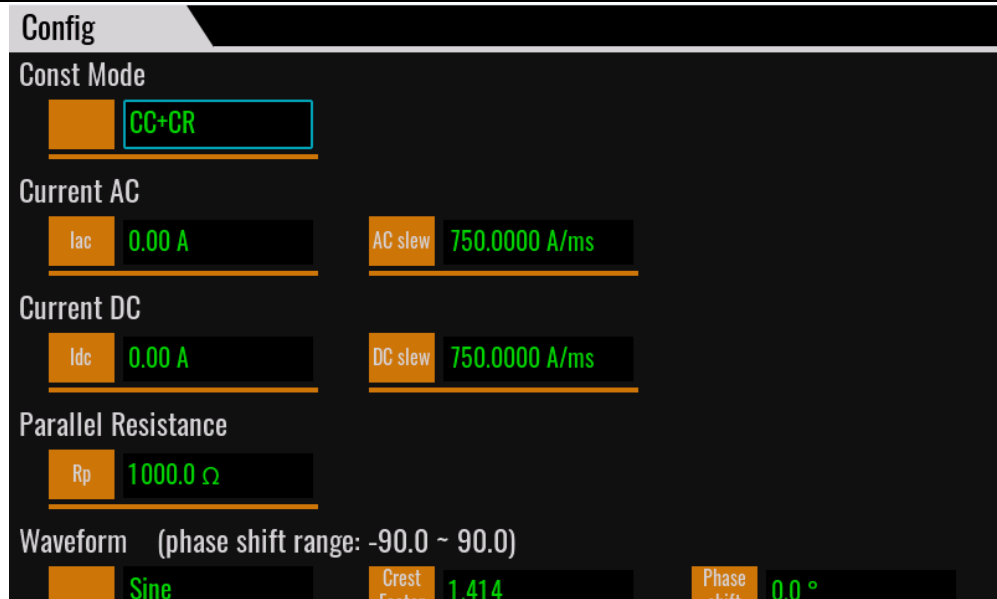 Config
Const Mode
CC+CR
Current AC
Iac 0.00 A AC slew 750.0000 A/ms
Current DC
Idc 0.00 A DC slew 750.0000 A/ms
Parallel Resistance
Rp 1000.0 Ω
Waveform (phase shift range: -90.0 ~ 90.0)
Sine Crest Factor 1.414 Phase shift 0.0 °